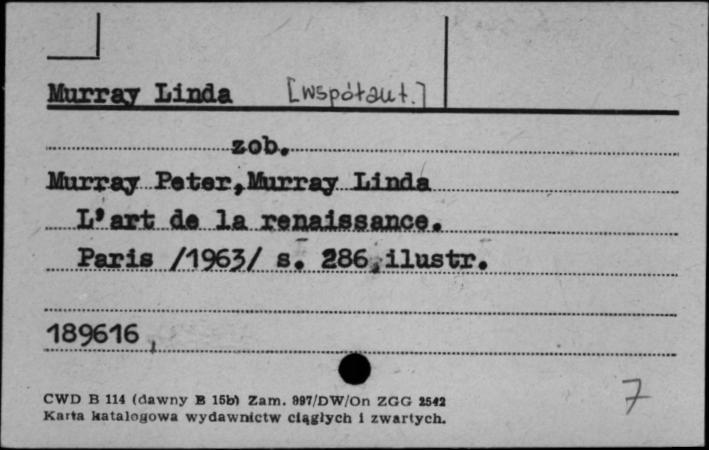 Murray Linda [współaut.]
zob.
Murray Peter,Murray Linda
L'art de la renaissance.
Paris /1963/ s. 286,ilustr.
189616
CWD B 114 (dawny B 15b) Zam. 997/DW/On ZGG 2542
Karta katalogowa wydawnictw ciągłych i zwartych.
7